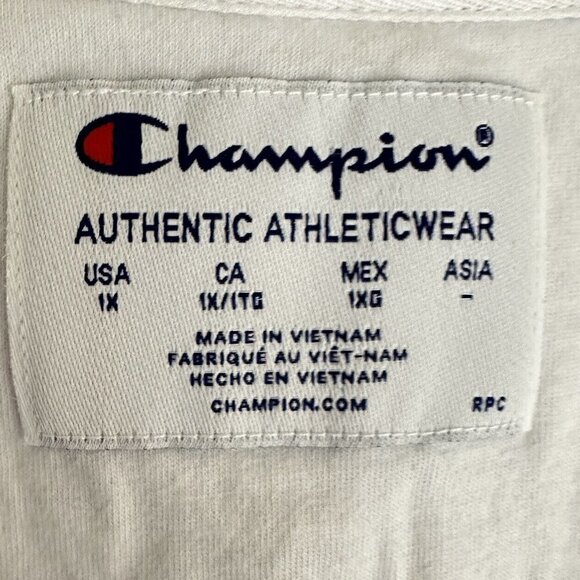 Champion®
AUTHENTIC ATHLETICWEAR
USA CA MEX ASIA
1X 1X/1TG 1XG -
MADE IN VIETNAM
FABRIQUÉ AU VIÊT-NAM
HECHO EN VIETNAM
CHAMPION.COM RPC